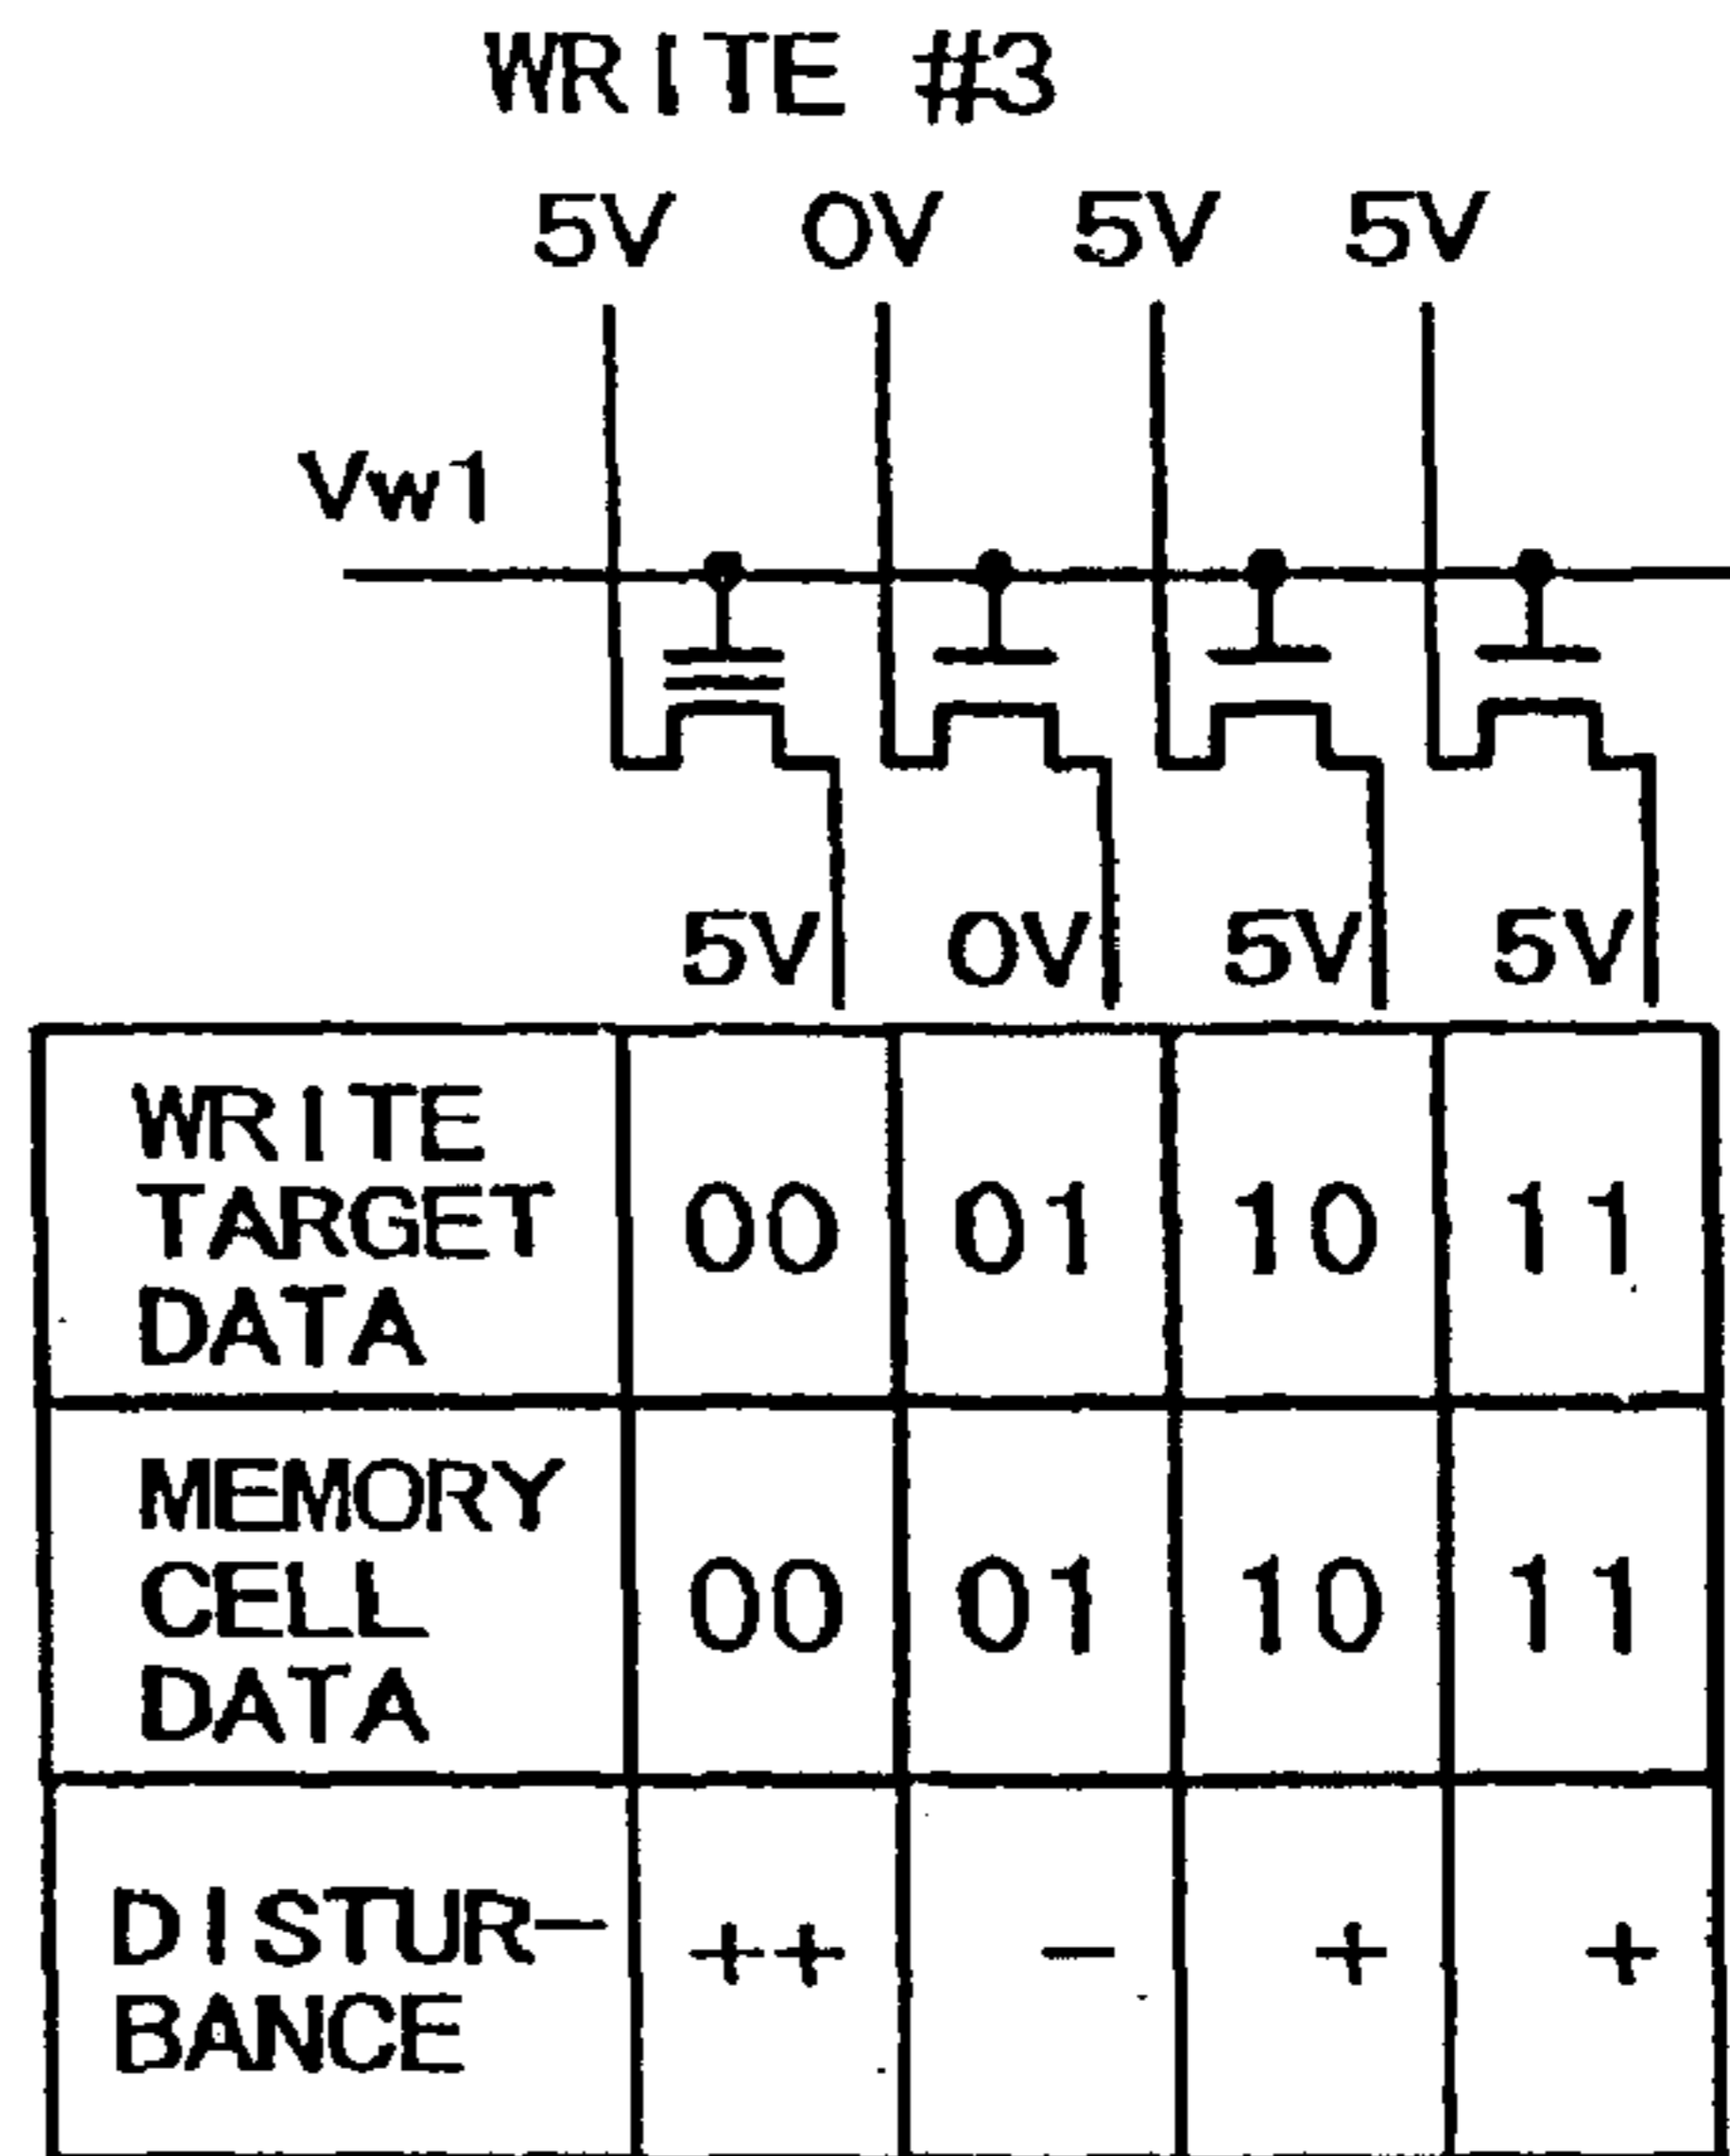 WRITE #3
5V 0V 5V 5V
Vw1
5V 0V 5V 5V
WRITE
TARGET
DATA
00 01 10 11
MEMORY
CELL
DATA
00 01 10 11
DISTUR-
BANCE
++ - + +